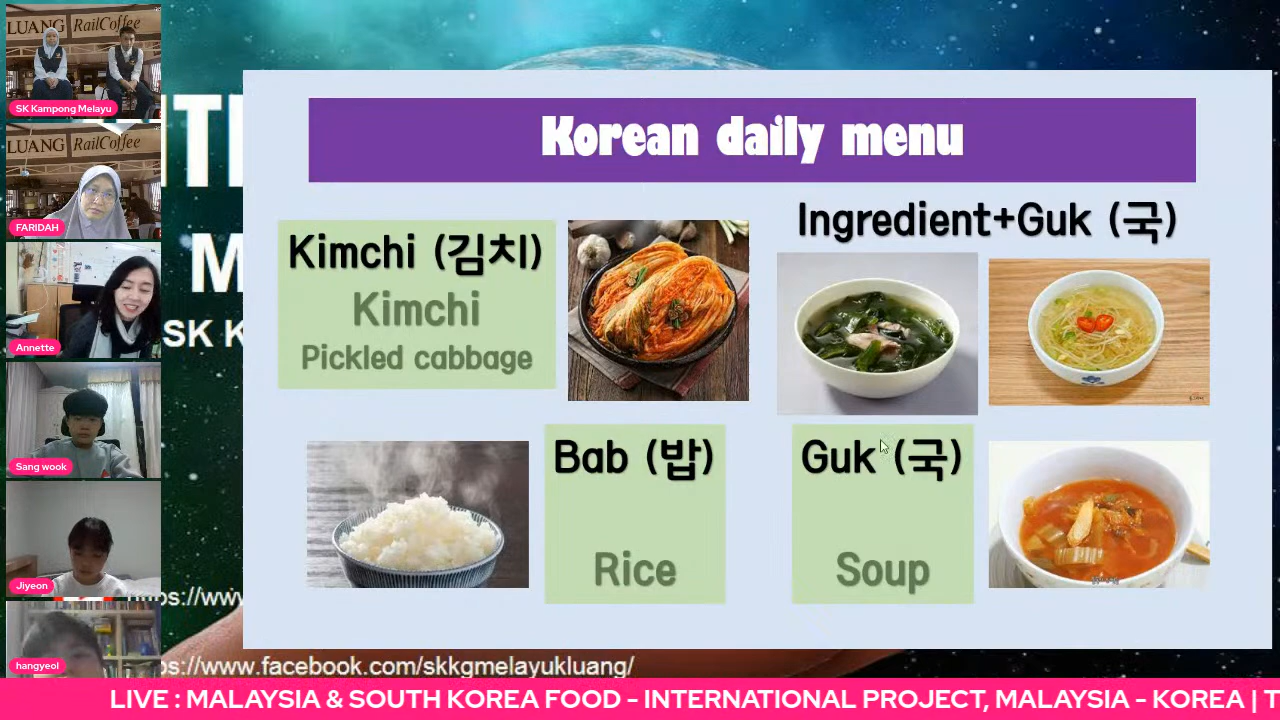 LUANG RailCoffee
SK Kampong Melayu
LUANG RailCoffee
FARIDAH
Annette
Sang wook
Jiyeon
hangyeol
M
SK K
Korean daily menu
Kimchi (김치)
Kimchi
Pickled cabbage
Ingredient+Guk (국)
Bab (밥)
Rice
Guk (국)
Soup
ps://www.facebook.com/skkgmelayukluang/
LIVE : MALAYSIA & SOUTH KOREA FOOD - INTERNATIONAL PROJECT, MALAYSIA - KOREA | T